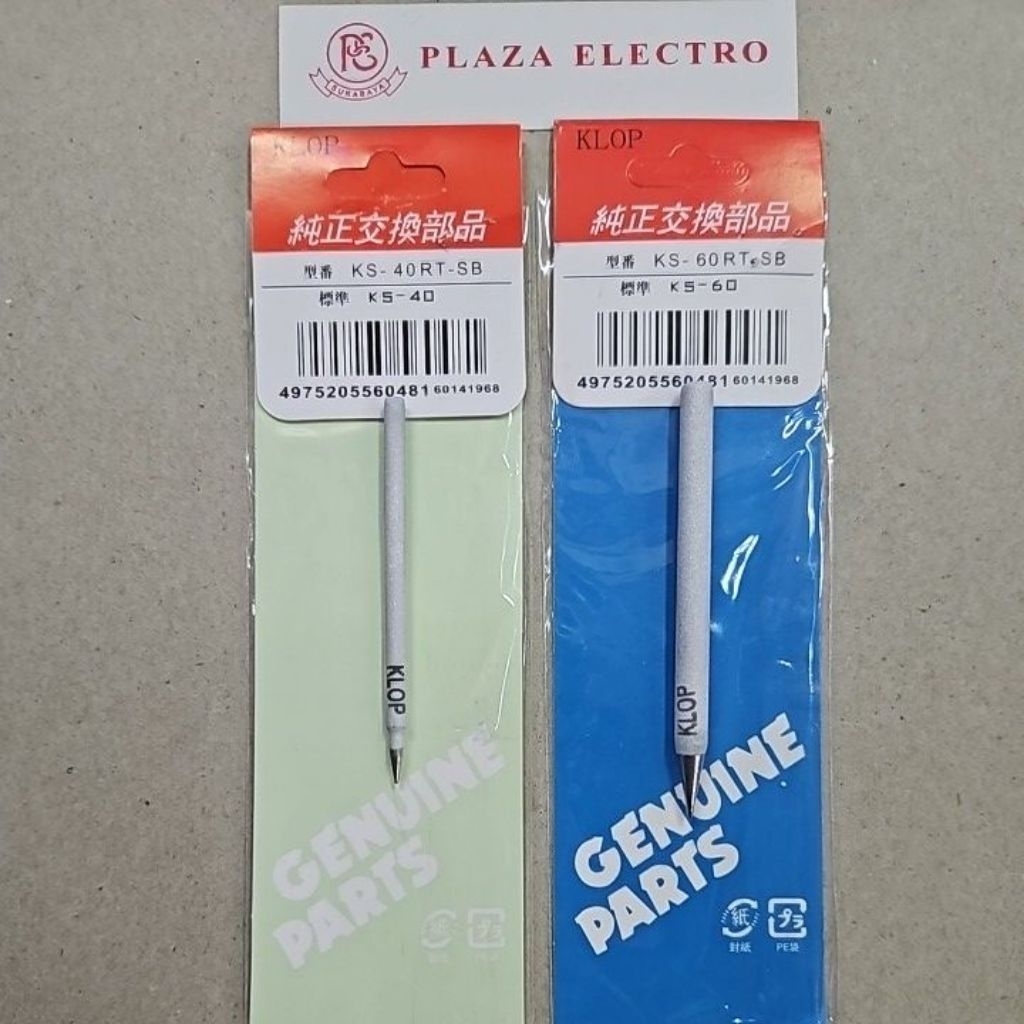 PLAZA ELECTRO
SURABAYA
KLOP
純正交換部品
型番 KS-40RT-SB
標準 KS-40
4975205560481 60141968
KLOP
GENUINE
PARTS
KLOP
純正交換部品
型番 KS-60RT-SB
標準 KS-60
4975205560481 60141968
KLOP
GENUINE
PARTS
紙 プラ
封紙 PE袋